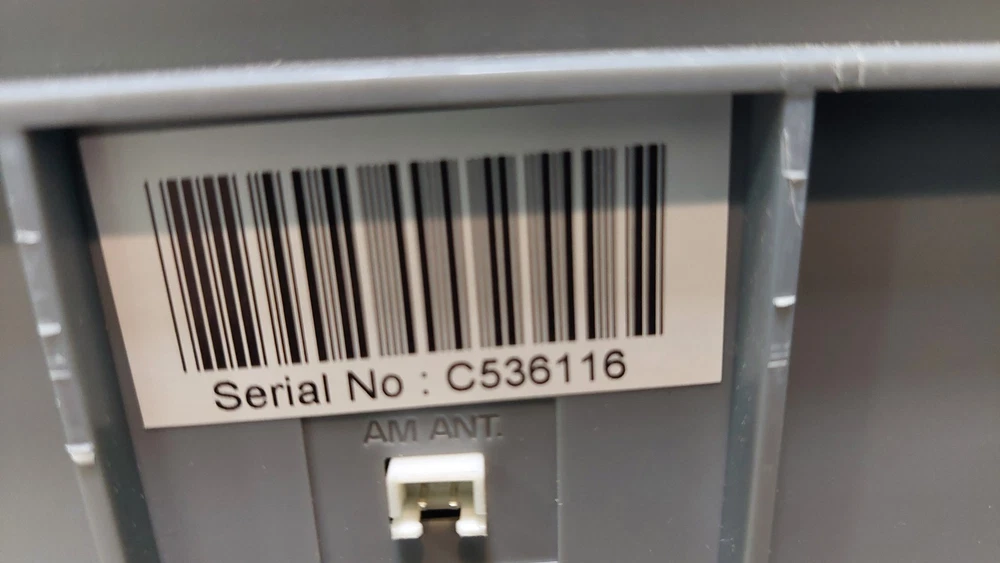 Serial No : C536116
AM ANT.